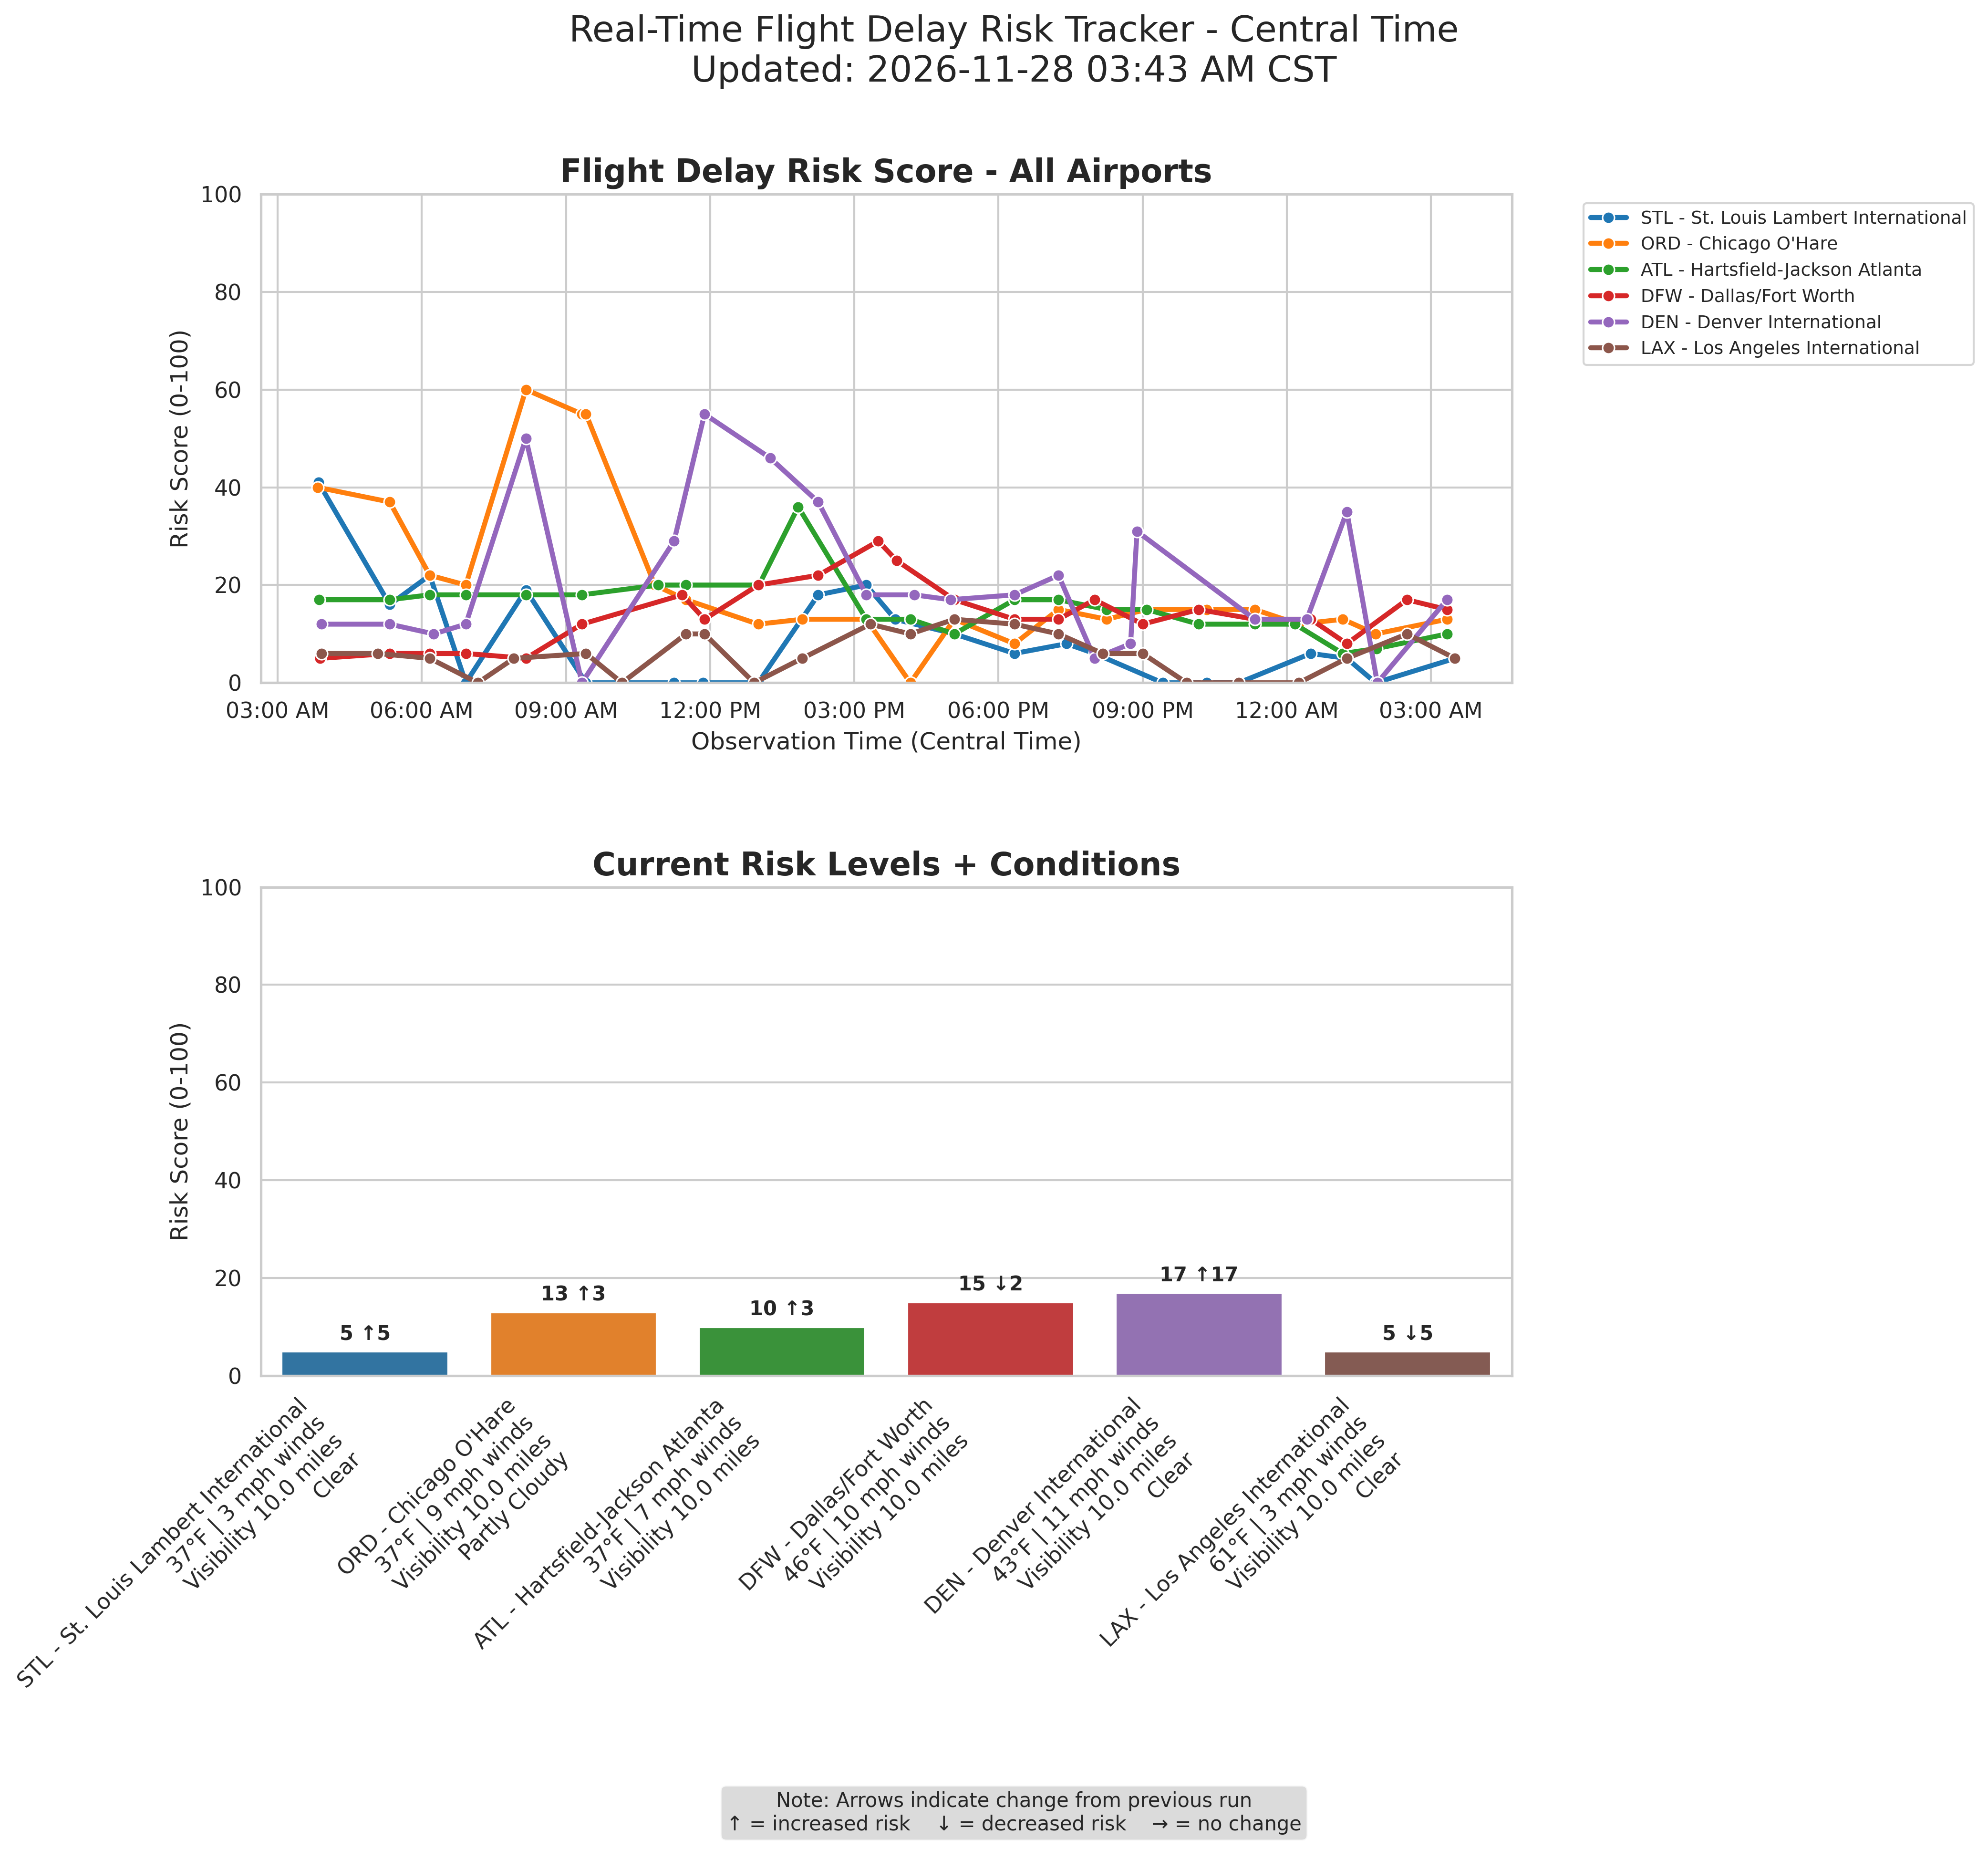 Real-Time Flight Delay Risk Tracker - Central Time
Updated: 2026-11-28 03:43 AM CST
Flight Delay Risk Score - All Airports
100
80
60
40
20
0
Risk Score (0-100)
03:00 AM
06:00 AM
09:00 AM
12:00 PM
03:00 PM
06:00 PM
09:00 PM
12:00 AM
03:00 AM
Observation Time (Central Time)
STL - St. Louis Lambert International
ORD - Chicago O'Hare
ATL - Hartsfield-Jackson Atlanta
DFW - Dallas/Fort Worth
DEN - Denver International
LAX - Los Angeles International
Current Risk Levels + Conditions
100
80
60
40
20
0
Risk Score (0-100)
5 ↑5
13 ↑3
10 ↑3
15 ↓2
17 ↑17
5 ↓5
STL - St. Louis Lambert International
37°F | 3 mph winds
Visibility 10.0 miles
Clear
ORD - Chicago O'Hare
37°F | 9 mph winds
Visibility 10.0 miles
Partly Cloudy
ATL - Hartsfield-Jackson Atlanta
37°F | 7 mph winds
Visibility 10.0 miles
DFW - Dallas/Fort Worth
46°F | 10 mph winds
Visibility 10.0 miles
DEN - Denver International
43°F | 11 mph winds
Visibility 10.0 miles
Clear
LAX - Los Angeles International
61°F | 3 mph winds
Visibility 10.0 miles
Clear
Note: Arrows indicate change from previous run
↑ = increased risk ↓ = decreased risk → = no change